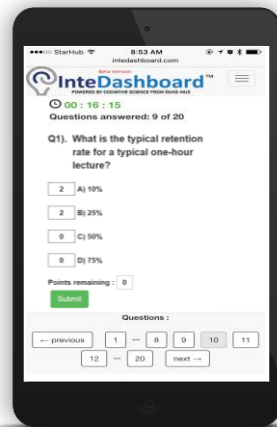 StarHub 8:53 AM
intedashboard.com
Beta Version
InteDashboard™
POWERED BY COGNITIVE SCIENCE FROM DUKE-NUS
00 : 16 : 15
Questions answered: 9 of 20
Q1). What is the typical retention
rate for a typical one-hour
lecture?
2 A) 10%
2 B) 25%
0 C) 50%
0 D) 75%
Points remaining : 0
Submit
Questions :
← previous 1 ... 8 9 10 11
12 ... 20 next →